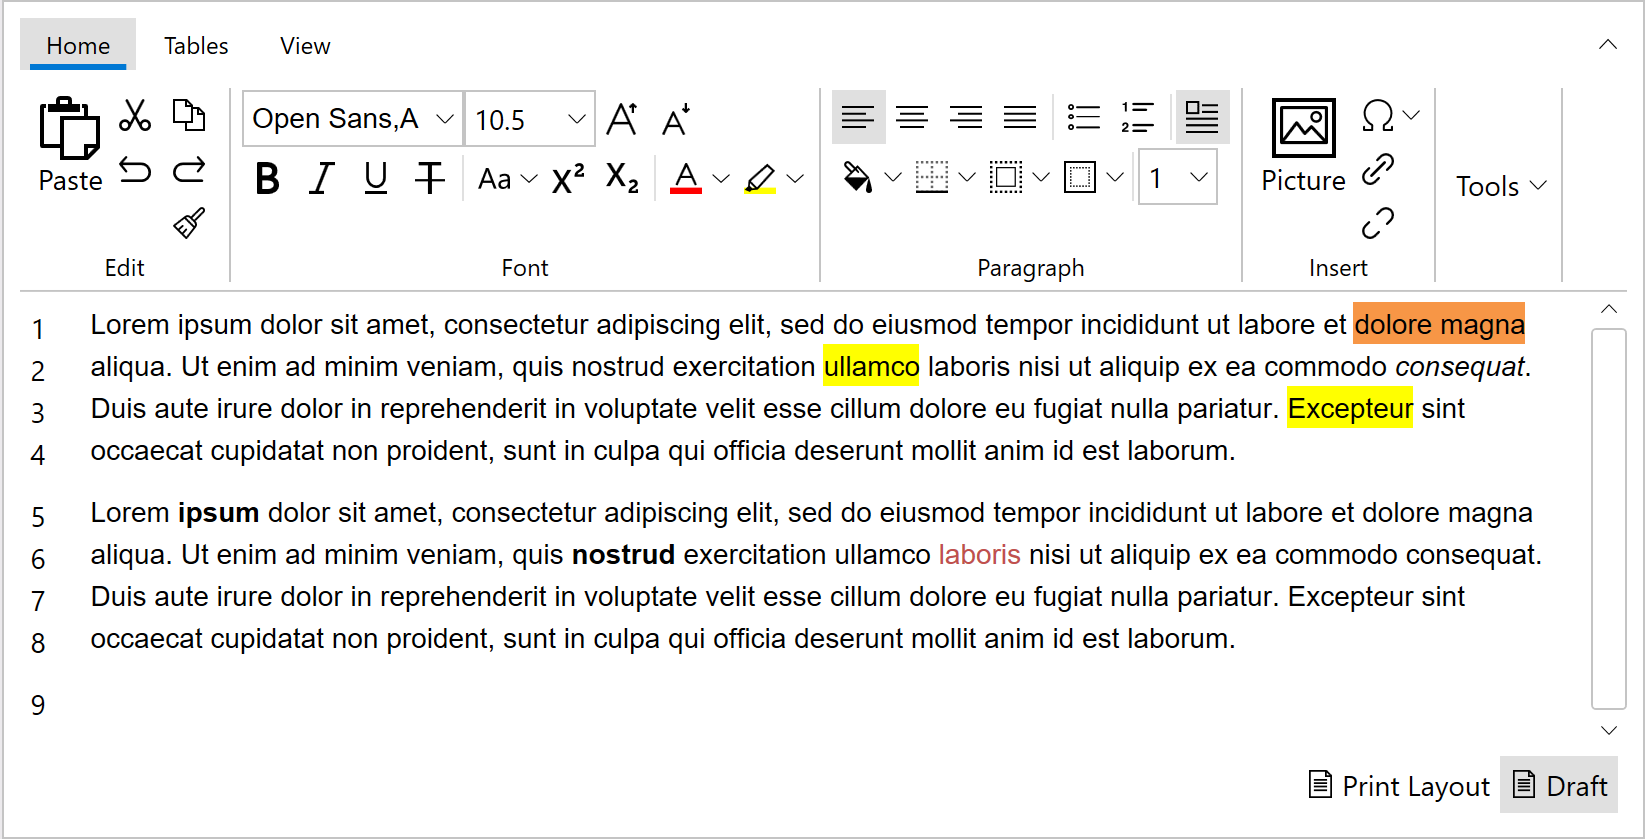 Home Tables View
Open Sans,A 10.5
1
2
Paste B I U T Aa X² X₂ A 1 Picture Ω Tools
Edit Font Paragraph Insert
1 Lorem ipsum dolor sit amet, consectetur adipiscing elit, sed do eiusmod tempor incididunt ut labore et dolore magna
2 aliqua. Ut enim ad minim veniam, quis nostrud exercitation ullamco laboris nisi ut aliquip ex ea commodo consequat.
3 Duis aute irure dolor in reprehenderit in voluptate velit esse cillum dolore eu fugiat nulla pariatur. Excepteur sint
4 occaecat cupidatat non proident, sunt in culpa qui officia deserunt mollit anim id est laborum.
5 Lorem ipsum dolor sit amet, consectetur adipiscing elit, sed do eiusmod tempor incididunt ut labore et dolore magna
6 aliqua. Ut enim ad minim veniam, quis nostrud exercitation ullamco laboris nisi ut aliquip ex ea commodo consequat.
7 Duis aute irure dolor in reprehenderit in voluptate velit esse cillum dolore eu fugiat nulla pariatur. Excepteur sint
8 occaecat cupidatat non proident, sunt in culpa qui officia deserunt mollit anim id est laborum.
9
Print Layout Draft